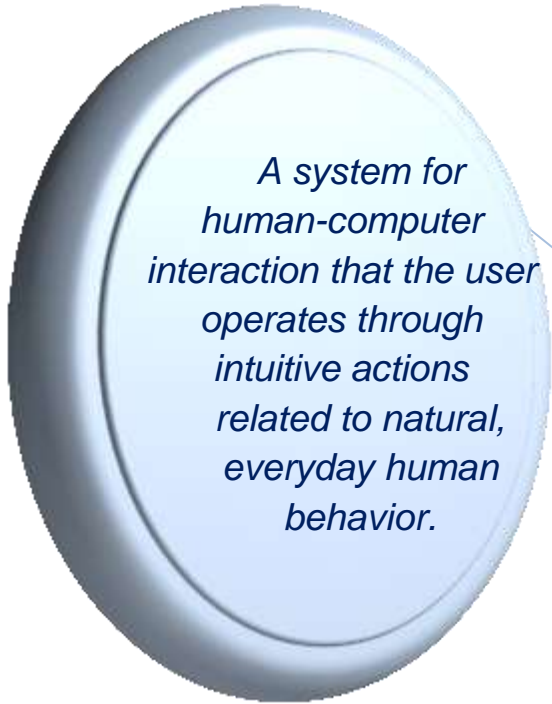 A system for
human-computer
interaction that the user
operates through
intuitive actions
related to natural,
everyday human
behavior.